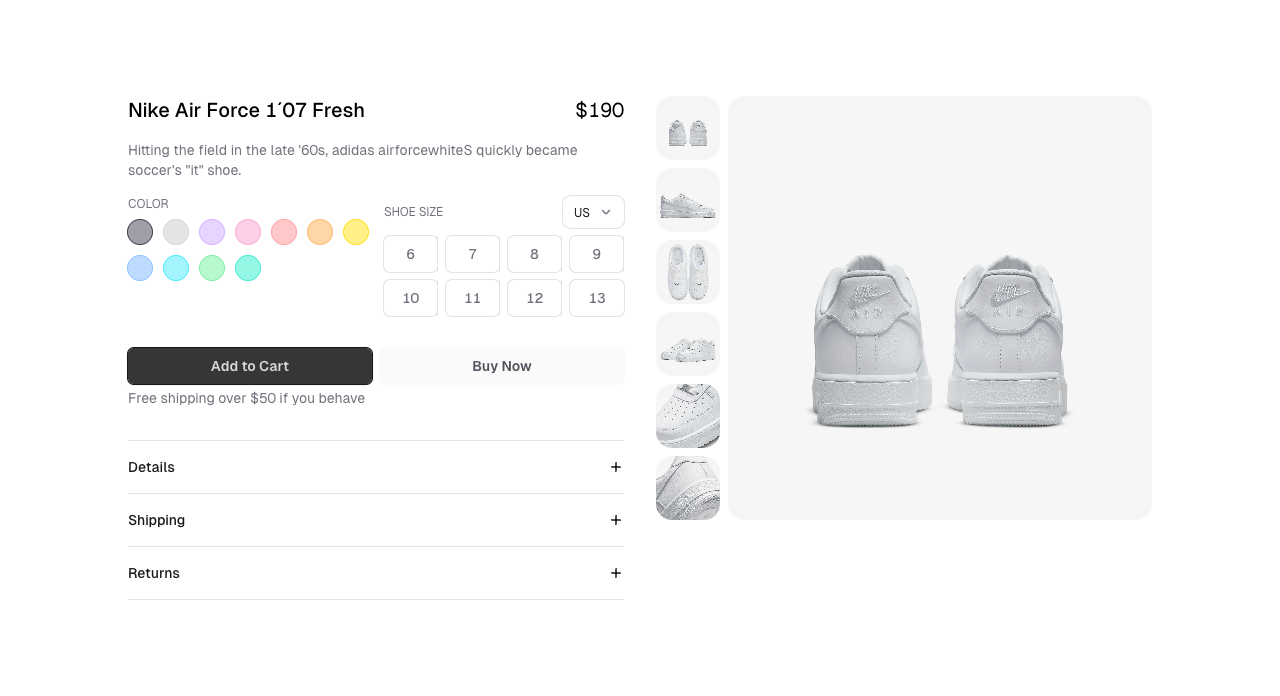 Nike Air Force 1´07 Fresh
$190
Hitting the field in the late '60s, adidas airforcewhiteS quickly became
soccer's "it" shoe.
COLOR
SHOE SIZE
US
6 7 8 9
10 11 12 13
Add to Cart
Buy Now
Free shipping over $50 if you behave
Details
Shipping
Returns
AIR
AIR